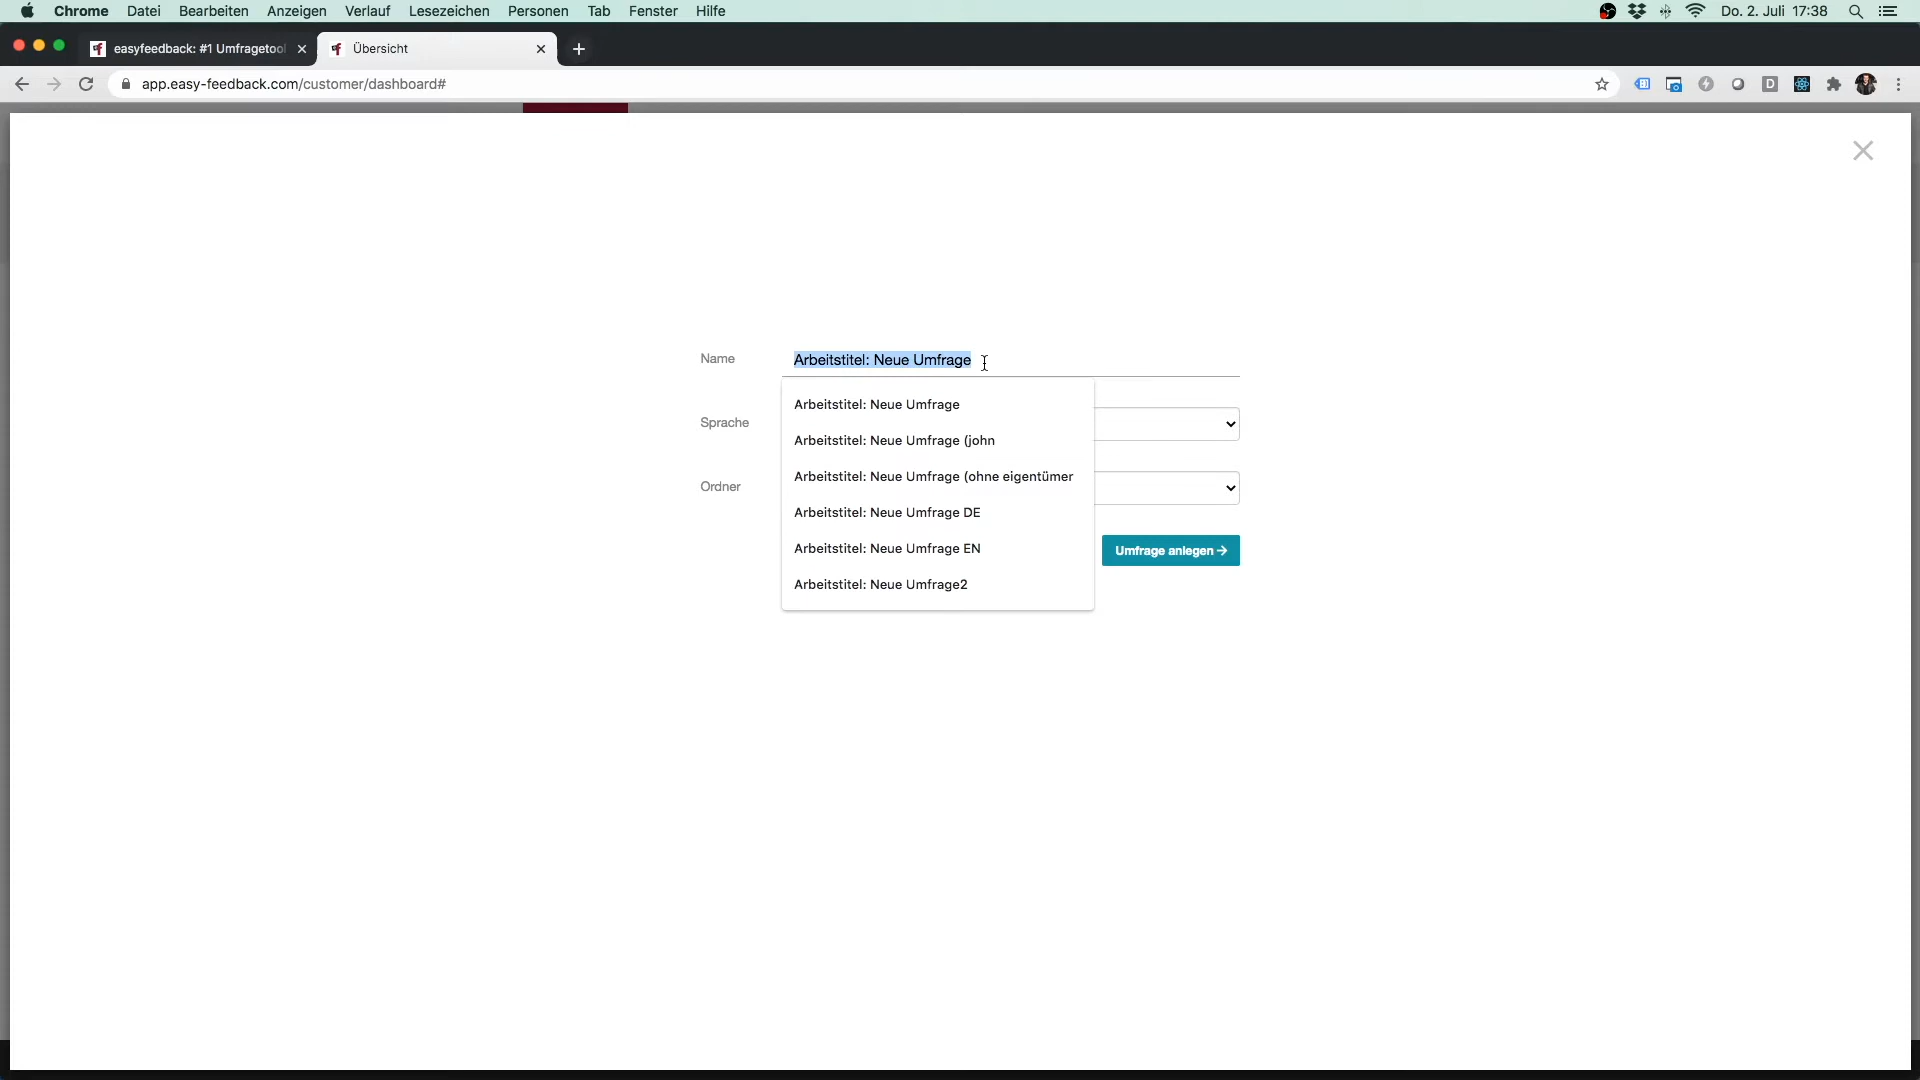 Chrome Datei Bearbeiten Anzeigen Verlauf Lesezeichen Personen Tab Fenster Hilfe Do. 2. Juli 17:38
easyfeedback: #1 Umfragetool Übersicht
app.easy-feedback.com/customer/dashboard#
Name Arbeitstitel: Neue Umfrage
Arbeitstitel: Neue Umfrage
Sprache
Arbeitstitel: Neue Umfrage (john
Arbeitstitel: Neue Umfrage (ohne eigentümer
Ordner
Arbeitstitel: Neue Umfrage DE
Arbeitstitel: Neue Umfrage EN
Umfrage anlegen →
Arbeitstitel: Neue Umfrage2